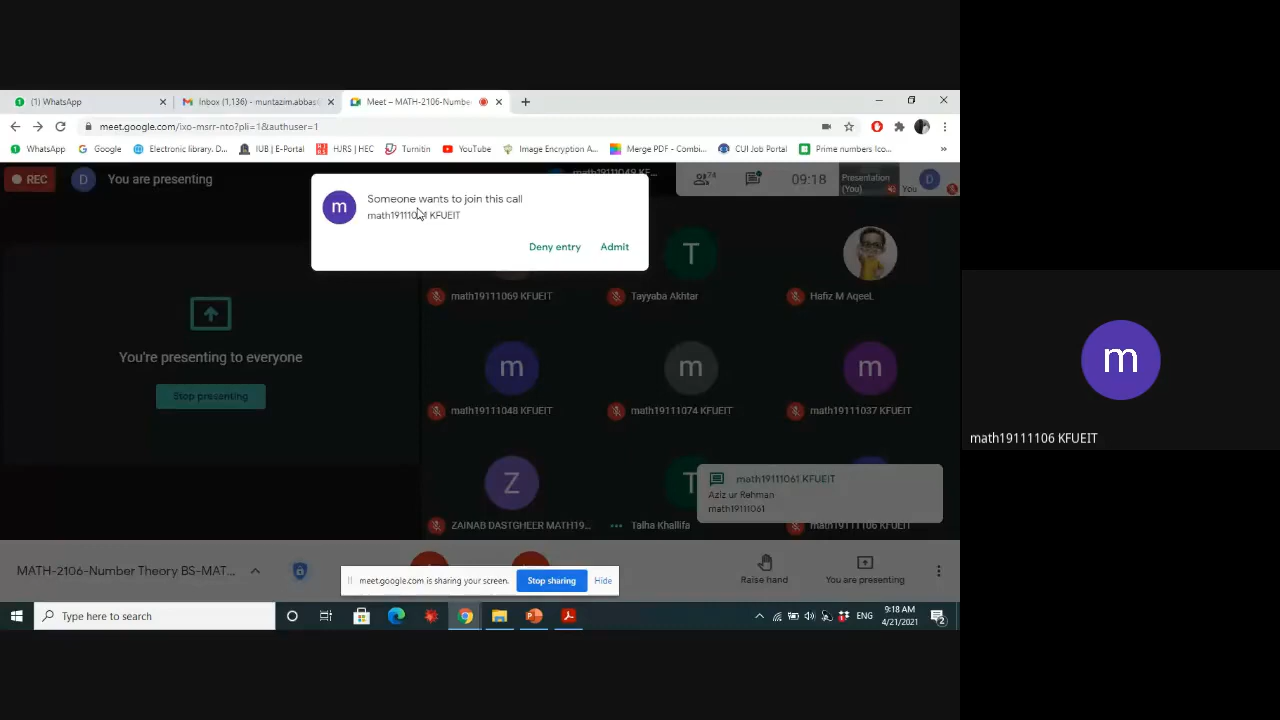 (1) WhatsApp
Inbox (1,136) - muntazim.abbas
Meet – MATH-2106-Numbe
meet.google.com/ixo-msrr-nto?pli=1&authuser=1
WhatsApp
Google
Electronic library. D...
IUB | E-Portal
HJRS | HEC
Turnitin
YouTube
Image Encryption A...
Merge PDF - Combi...
CUI Job Portal
Prime numbers (co...
»
REC
D
You are presenting
74
09:18
Presentation
(You)
You
D
m
Someone wants to join this call
KFUEIT
Deny entry
Admit
T
math19111069 KFUEIT
Tayyaba Akhtar
Hafiz M AqeeL
You're presenting to everyone
Stop presenting
m
m
m
math19111048 KFUEIT
math19111074 KFUEIT
math19111037 KFUEIT
m
math19111106 KFUEIT
Z
T
math19111061 KFUEIT
Aziz ur Rehman
math19111061
ZAINAB DASTGHEER MATH19...
Talha Khallifa
math19111106 KFUEIT
MATH-2106-Number Theory BS-MAT...
meet.google.com is sharing your screen.
Stop sharing
Hide
Raise hand
You are presenting
Type here to search
ENG
9:18 AM
4/21/2021
2